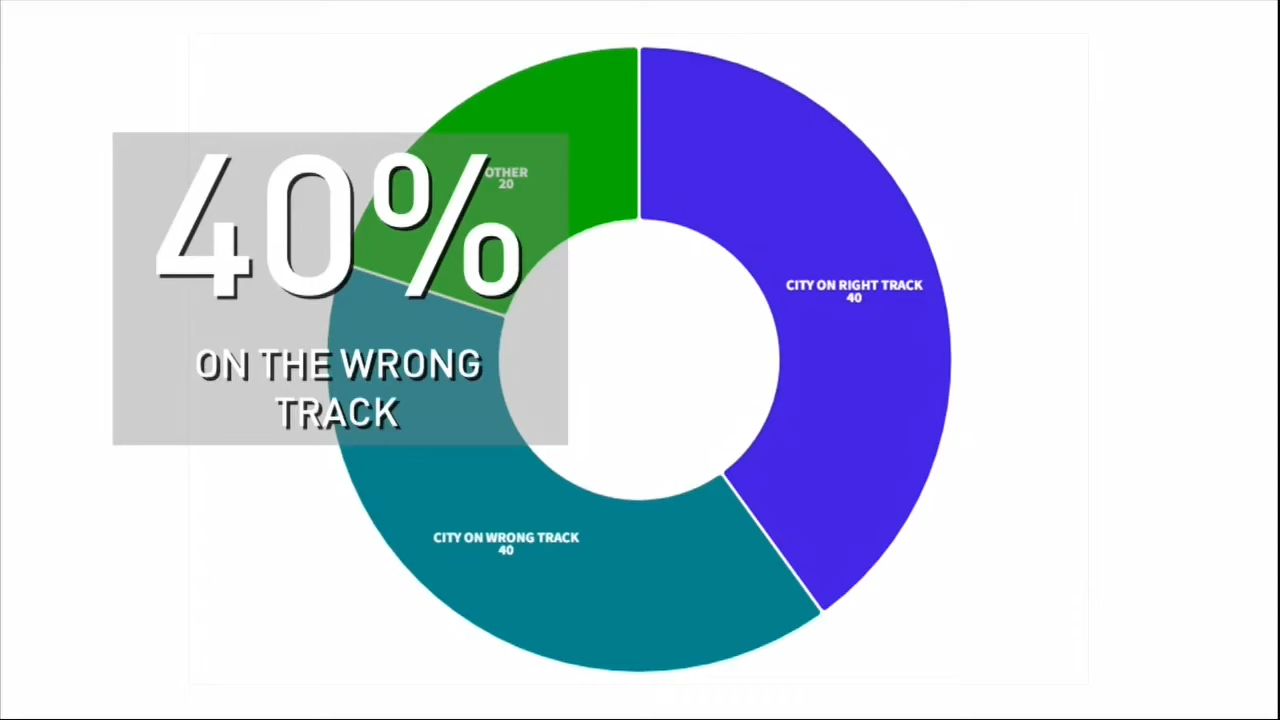 40%
ON THE WRONG
TRACK
OTHER
20
CITY ON RIGHT TRACK
40
CITY ON WRONG TRACK
40